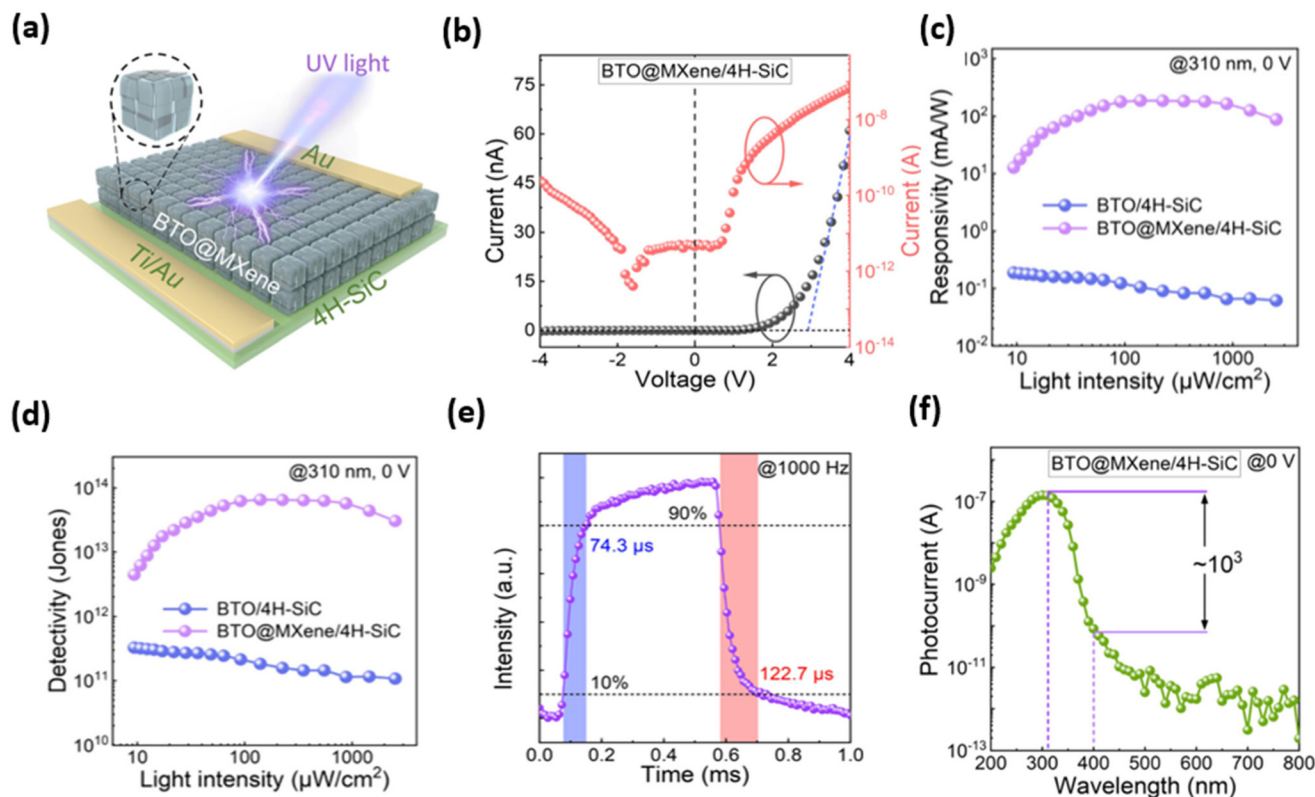 (a)
UV light
Au
BTO@MXene
Ti/Au
4H-SiC
(b)
BTO@MXene/4H-SiC
75
60
45
30
15
0
Current (nA)
10⁻⁸
10⁻¹⁰
10⁻¹²
10⁻¹⁴
Current (A)
-4 -2 0 2 4
Voltage (V)
(c)
@310 nm, 0 V
10³
10²
10¹
10⁰
10⁻¹
10⁻²
Responsivity (mA/W)
BTO/4H-SiC
BTO@MXene/4H-SiC
10 100 1000
Light intensity (μW/cm²)
(d)
@310 nm, 0 V
10¹⁴
10¹³
10¹²
10¹¹
10¹⁰
Detectivity (Jones)
BTO/4H-SiC
BTO@MXene/4H-SiC
10 100 1000
Light intensity (μW/cm²)
(e)
@1000 Hz
90%
74.3 μs
10%
122.7 μs
Intensity (a.u.)
0.0 0.2 0.4 0.6 0.8 1.0
Time (ms)
(f)
BTO@MXene/4H-SiC @0 V
10⁻⁷
10⁻⁹
10⁻¹¹
10⁻¹³
Photocurrent (A)
~10³
200 300 400 500 600 700 800
Wavelength (nm)